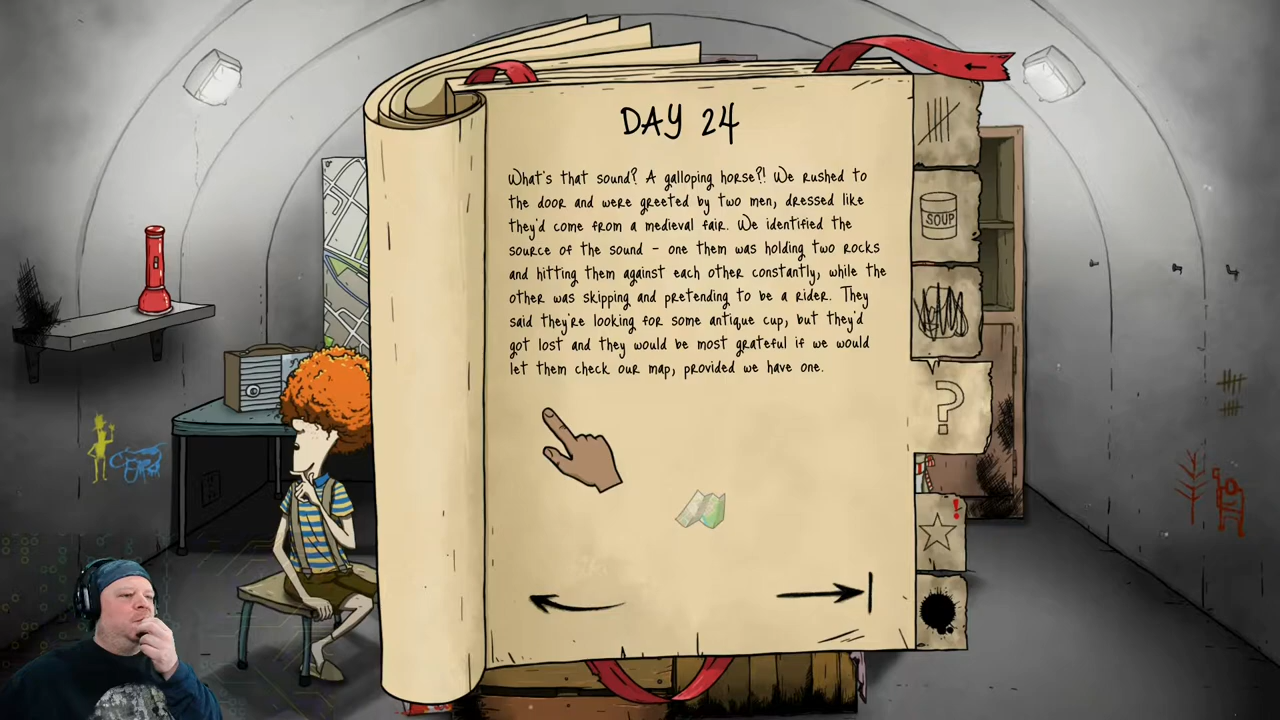 DAY 24
What's that sound? A galloping horse?! We rushed to
the door and were greeted by two men, dressed like
they'd come from a medieval fair. We identified the
source of the sound - one them was holding two rocks
and hitting them against each other constantly, while the
other was skipping and pretending to be a rider. They
said they're looking for some antique cup, but they'd
got lost and they would be most grateful if we would
let them check our map, provided we have one.
SOUP
?
!